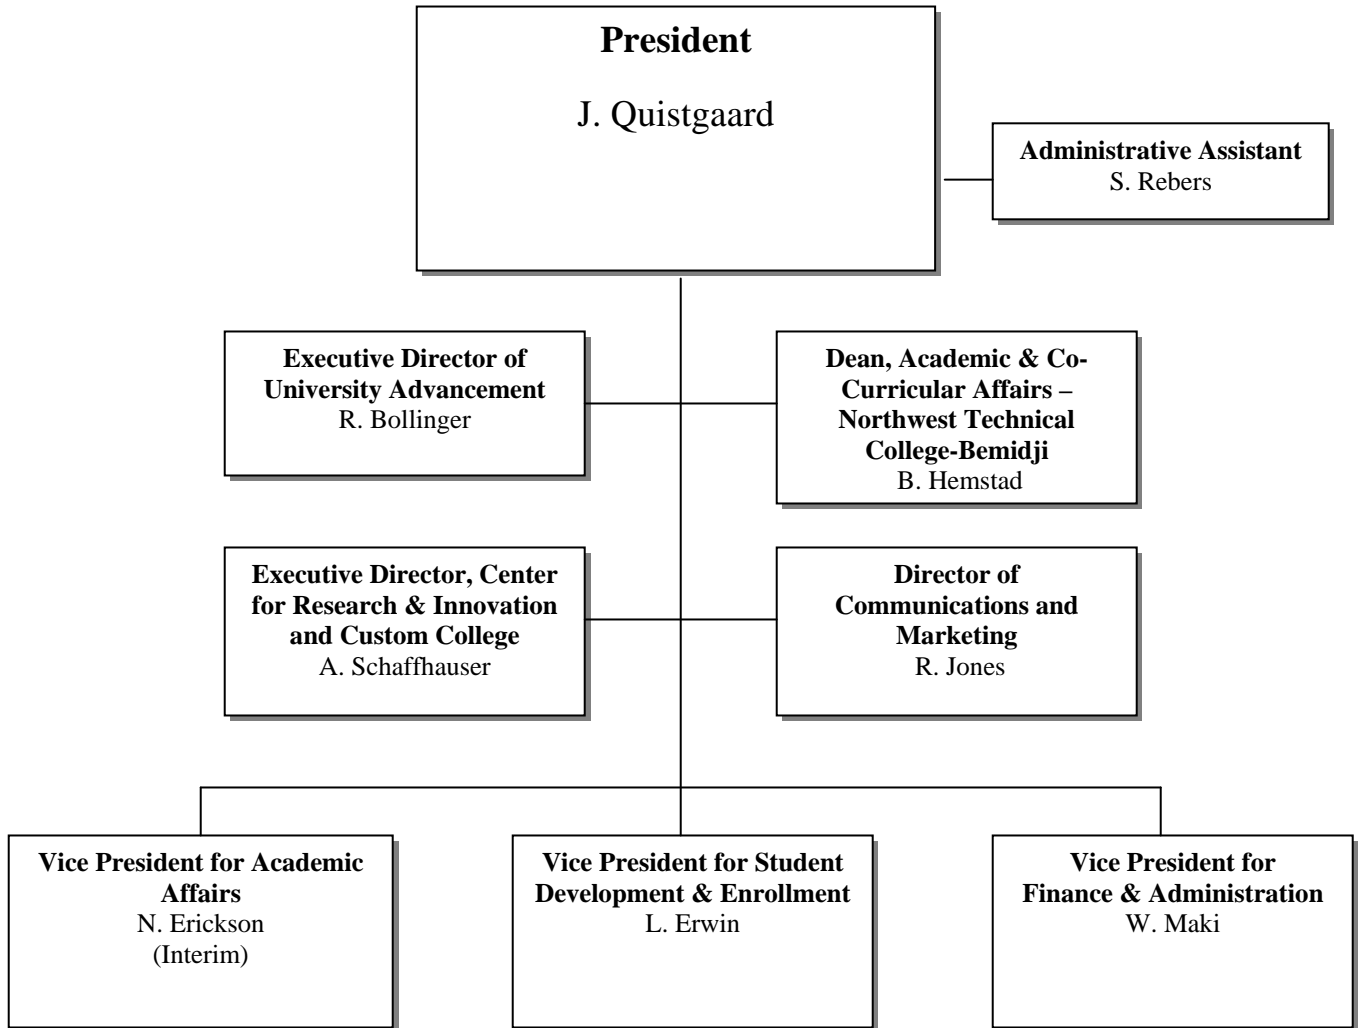 President
J. Quistgaard
Administrative Assistant
S. Rebers
Executive Director of
University Advancement
R. Bollinger
Dean, Academic & Co-
Curricular Affairs –
Northwest Technical
College-Bemidji
B. Hemstad
Executive Director, Center
for Research & Innovation
and Custom College
A. Schaffhauser
Director of
Communications and
Marketing
R. Jones
Vice President for Academic
Affairs
N. Erickson
(Interim)
Vice President for Student
Development & Enrollment
L. Erwin
Vice President for
Finance & Administration
W. Maki